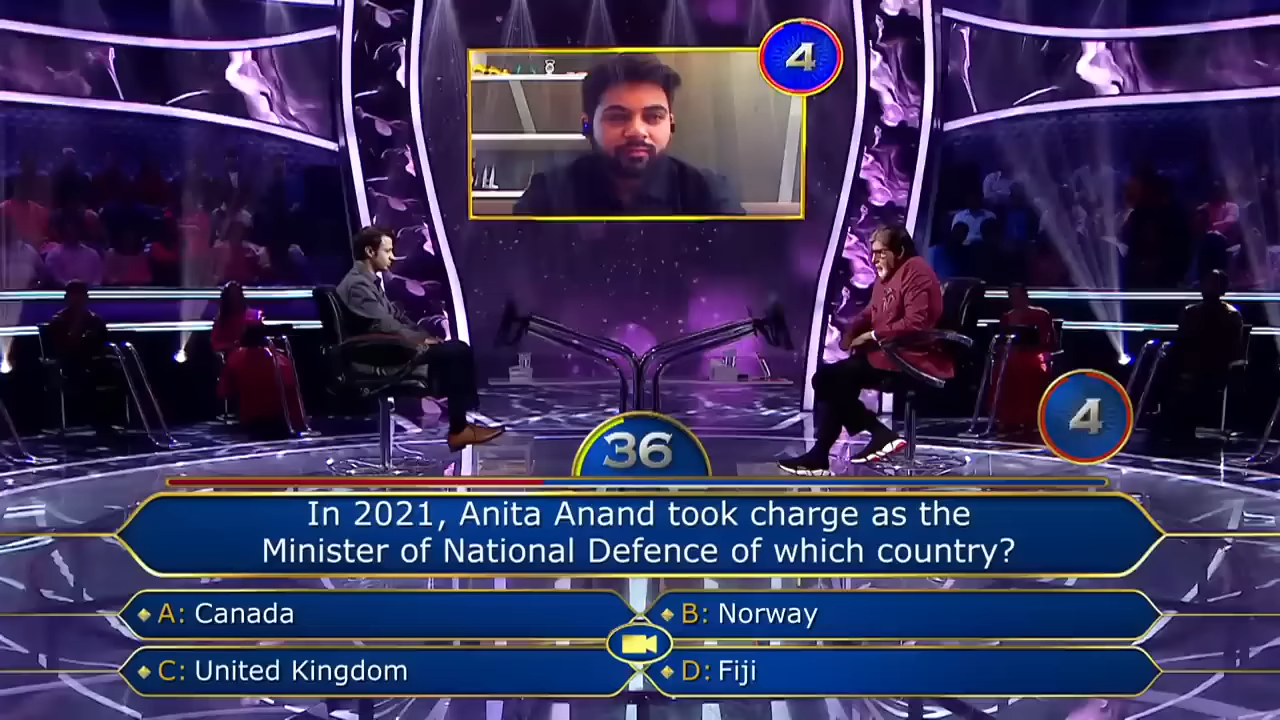 4
4
36
In 2021, Anita Anand took charge as the
Minister of National Defence of which country?
A: Canada
B: Norway
C: United Kingdom
D: Fiji